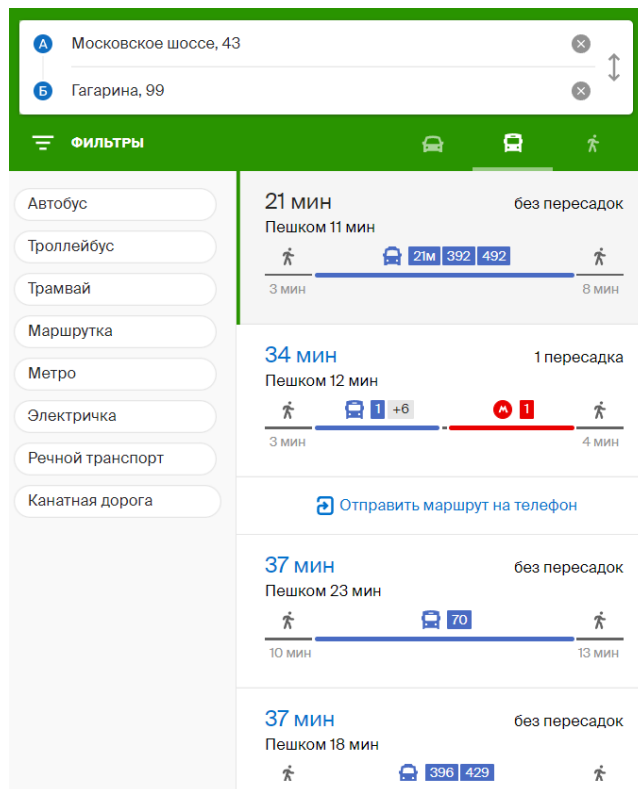 А Московское шоссе, 43
Б Гагарина, 99
ФИЛЬТРЫ
Автобус
Троллейбус
Трамвай
Маршрутка
Метро
Электричка
Речной транспорт
Канатная дорога
21 мин без пересадок
Пешком 11 мин
21м 392 492
3 мин 8 мин
34 мин 1 пересадка
Пешком 12 мин
1 +6 М 1
3 мин 4 мин
Отправить маршрут на телефон
37 мин без пересадок
Пешком 23 мин
70
10 мин 13 мин
37 мин без пересадок
Пешком 18 мин
396 429